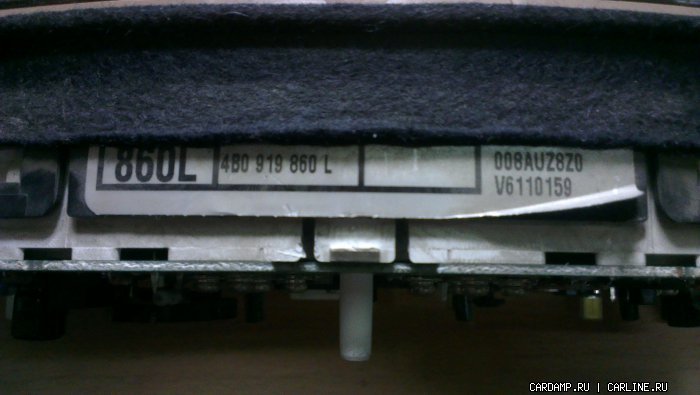 860L 4B0 919 860 L 008AUZ8Z0
V6110159
CARDAMP.RU | CARLINE.RU